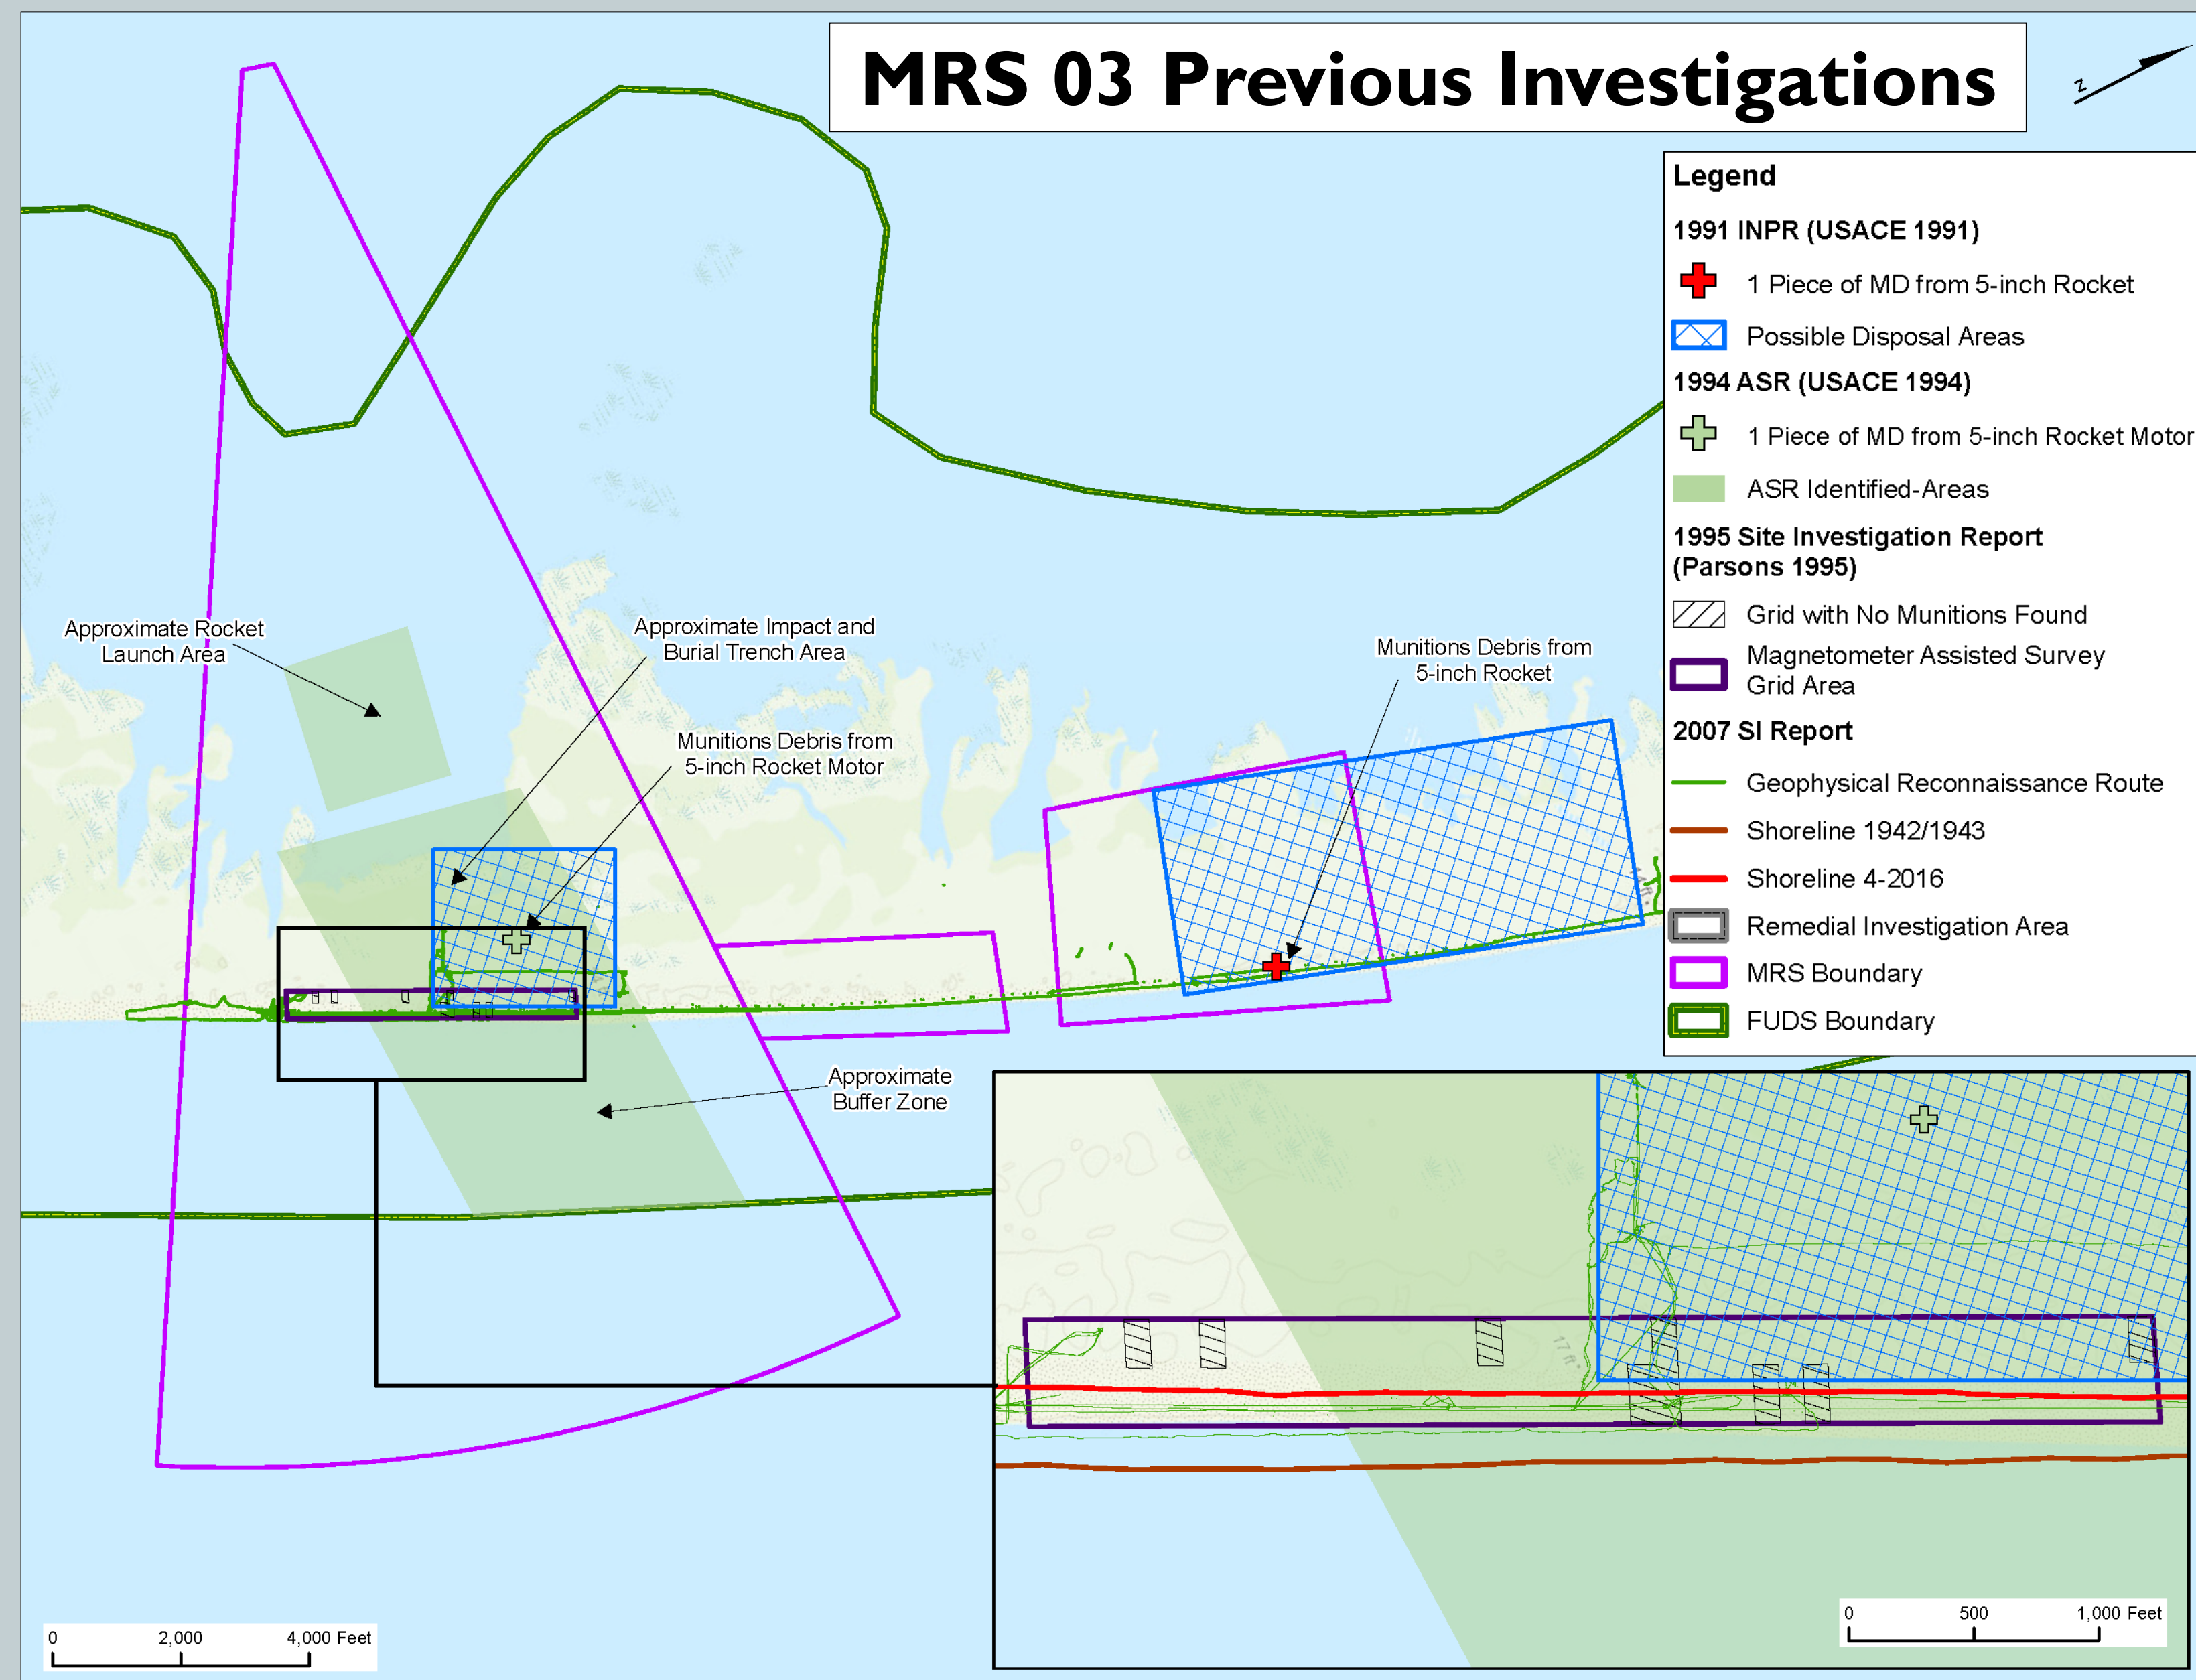 MRS 03 Previous Investigations
Z
Legend
1991 INPR (USACE 1991)
1 Piece of MD from 5-inch Rocket
Possible Disposal Areas
1994 ASR (USACE 1994)
1 Piece of MD from 5-inch Rocket Motor
ASR Identified-Areas
1995 Site Investigation Report
(Parsons 1995)
Grid with No Munitions Found
Magnetometer Assisted Survey
Grid Area
2007 SI Report
Geophysical Reconnaissance Route
Shoreline 1942/1943
Shoreline 4-2016
Remedial Investigation Area
MRS Boundary
FUDS Boundary
Approximate Rocket
Launch Area
Approximate Impact and
Burial Trench Area
Munitions Debris from
5-inch Rocket Motor
Munitions Debris from
5-inch Rocket
Approximate
Buffer Zone
17 ft
0 500 1,000 Feet
0 2,000 4,000 Feet